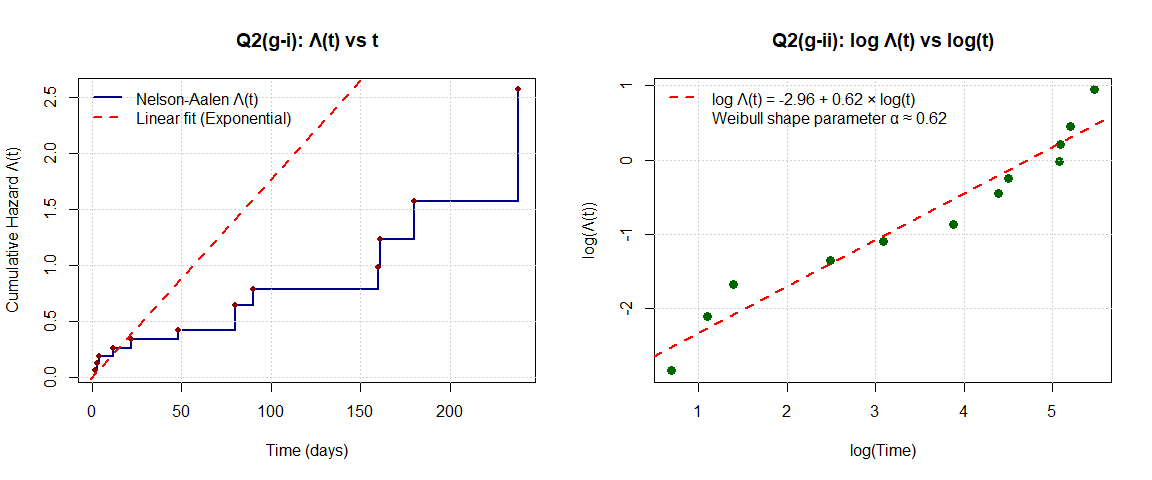 Q2(g-i): Λ(t) vs t
Nelson-Aalen Λ(t)
Linear fit (Exponential)
Cumulative Hazard Λ(t)
2.5
2.0
1.5
1.0
0.5
0.0
0 50 100 150 200
Time (days)
Q2(g-ii): log Λ(t) vs log(t)
log Λ(t) = -2.96 + 0.62 × log(t)
Weibull shape parameter α ≈ 0.62
log(Λ(t))
1
0
-1
-2
1 2 3 4 5
log(Time)